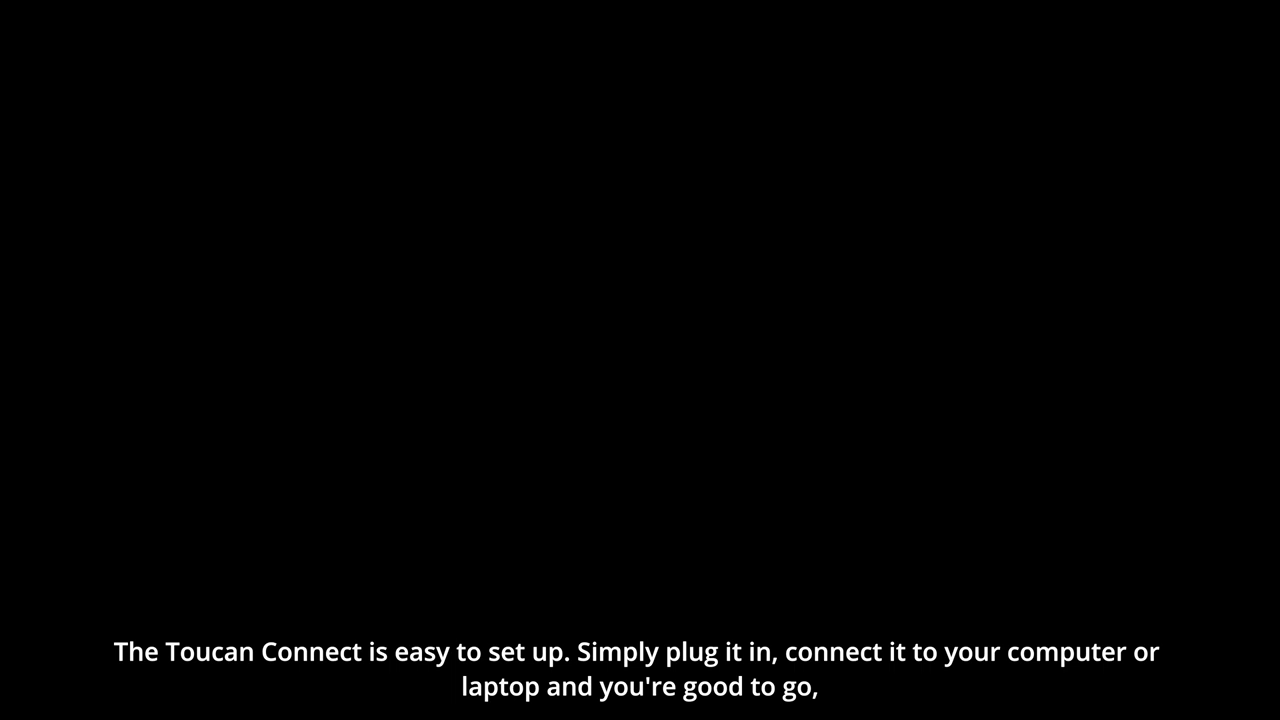 The Toucan Connect is easy to set up. Simply plug it in, connect it to your computer or
laptop and you're good to go,